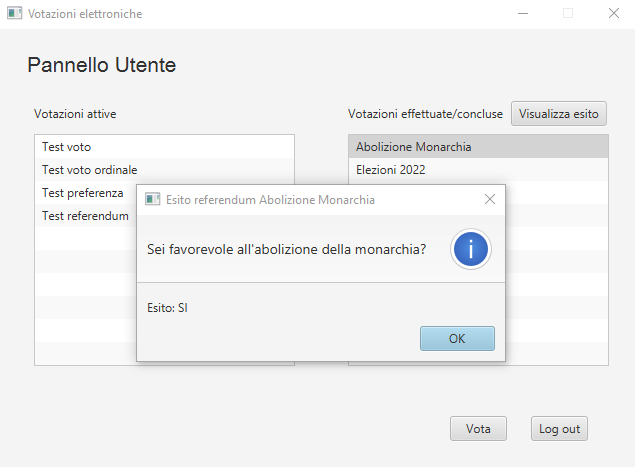 Votazioni elettroniche
Pannello Utente
Votazioni attive
Votazioni effettuate/concluse
Visualizza esito
Test voto
Test voto ordinale
Test preferenza
Test referendum
Abolizione Monarchia
Elezioni 2022
Esito referendum Abolizione Monarchia
Sei favorevole all'abolizione della monarchia?
Esito: SI
OK
Vota
Log out